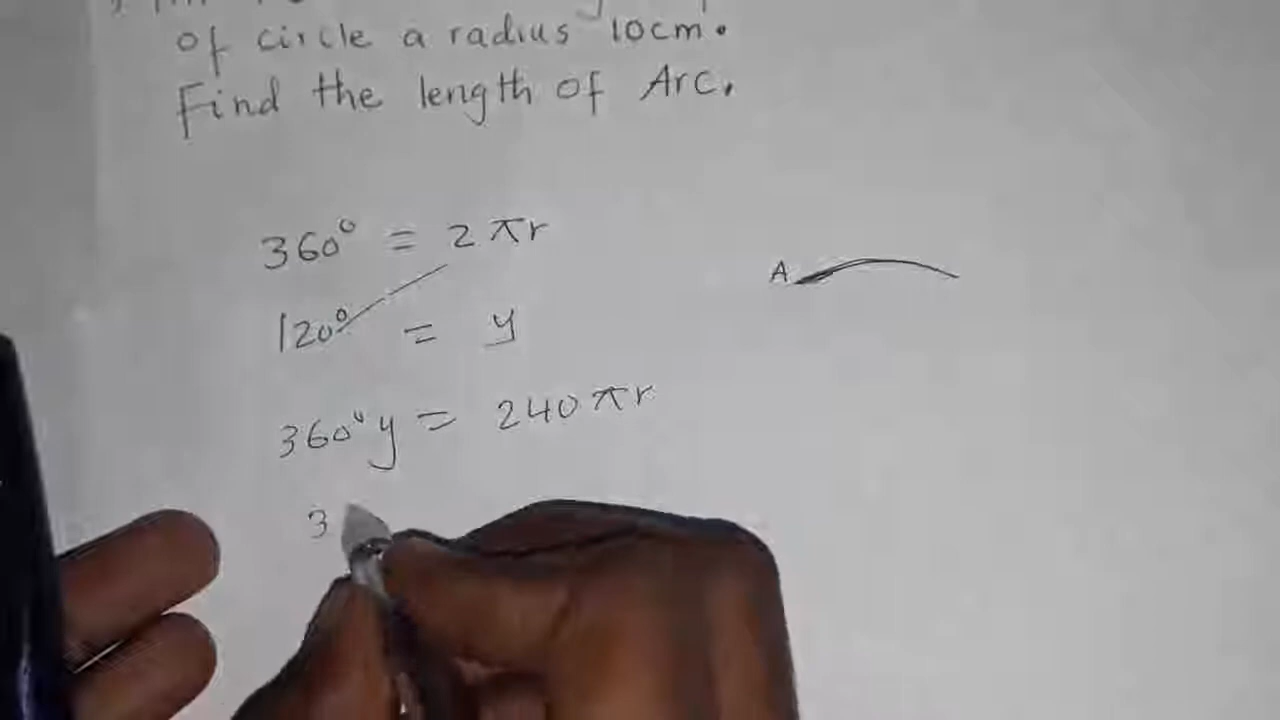 of circle a radius 10cm.
Find the length of Arc.
360° = 2πr
A
120° = y
360°y = 240πr
3